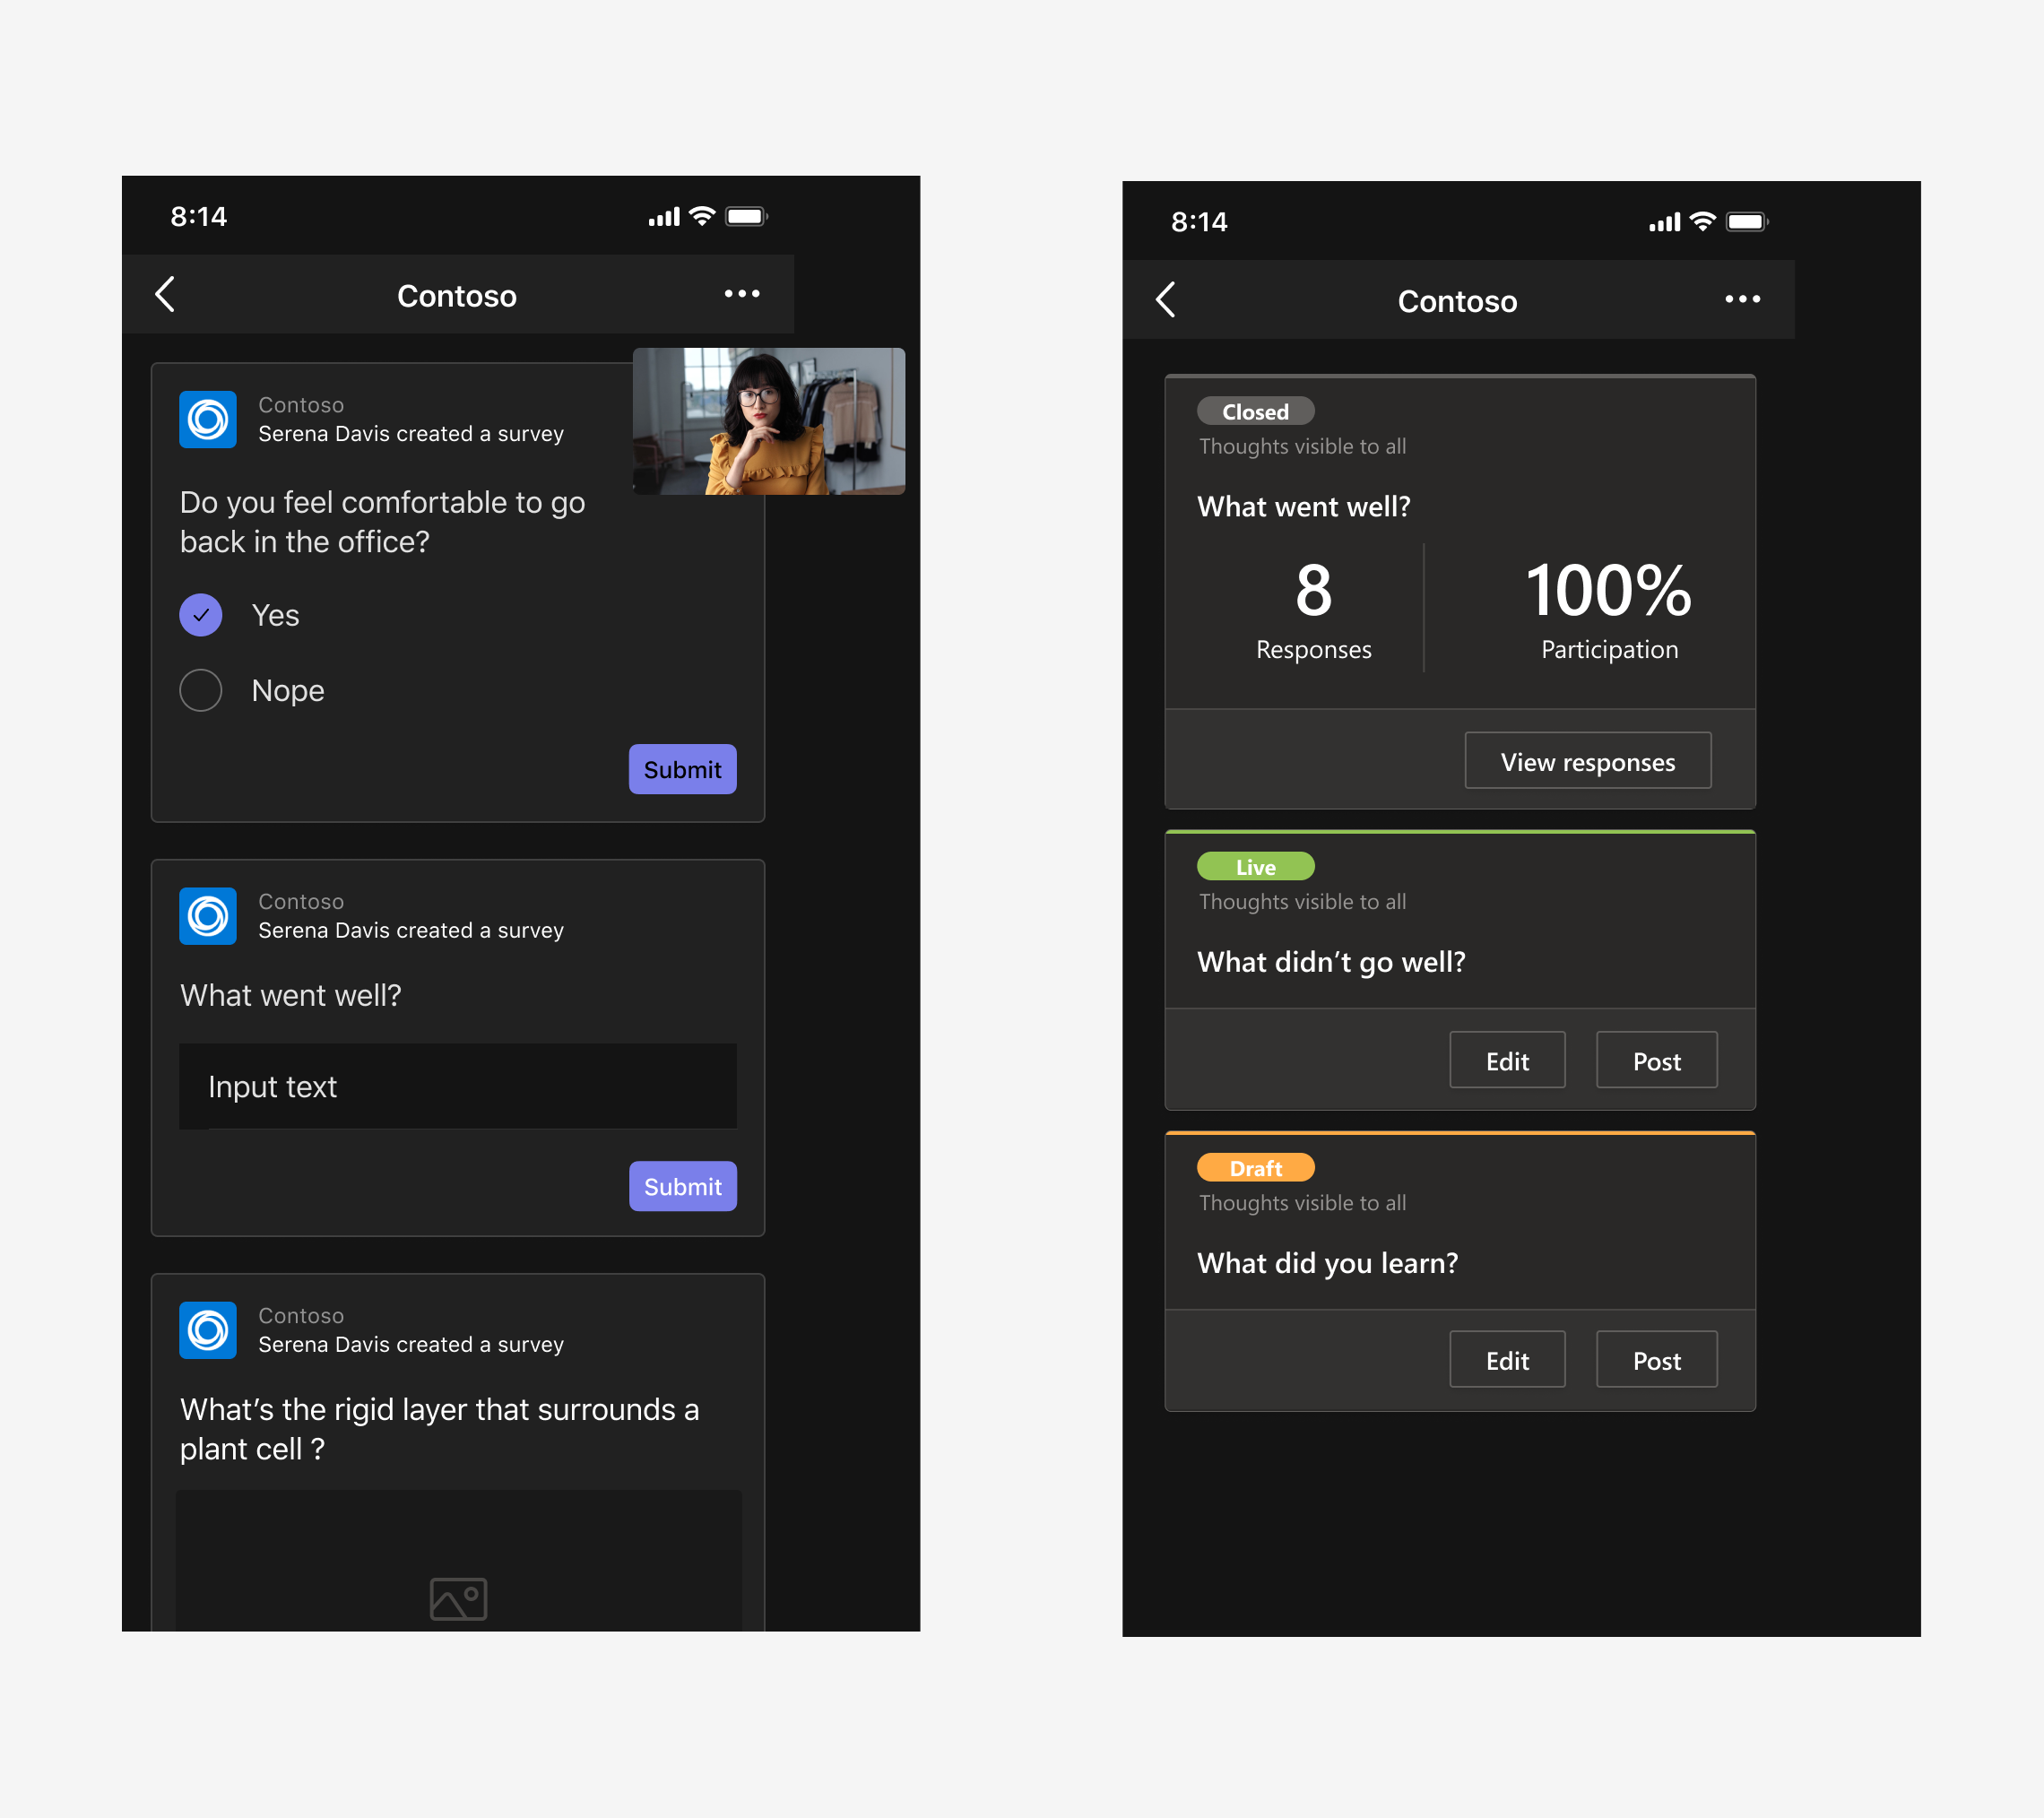 8:14
Contoso
Contoso
Serena Davis created a survey
Do you feel comfortable to go
back in the office?
Yes
Nope
Submit
Contoso
Serena Davis created a survey
What went well?
Input text
Submit
Contoso
Serena Davis created a survey
What’s the rigid layer that surrounds a
plant cell ?
8:14
Contoso
Closed
Thoughts visible to all
What went well?
8
Responses
100%
Participation
View responses
Live
Thoughts visible to all
What didn’t go well?
Edit
Post
Draft
Thoughts visible to all
What did you learn?
Edit
Post